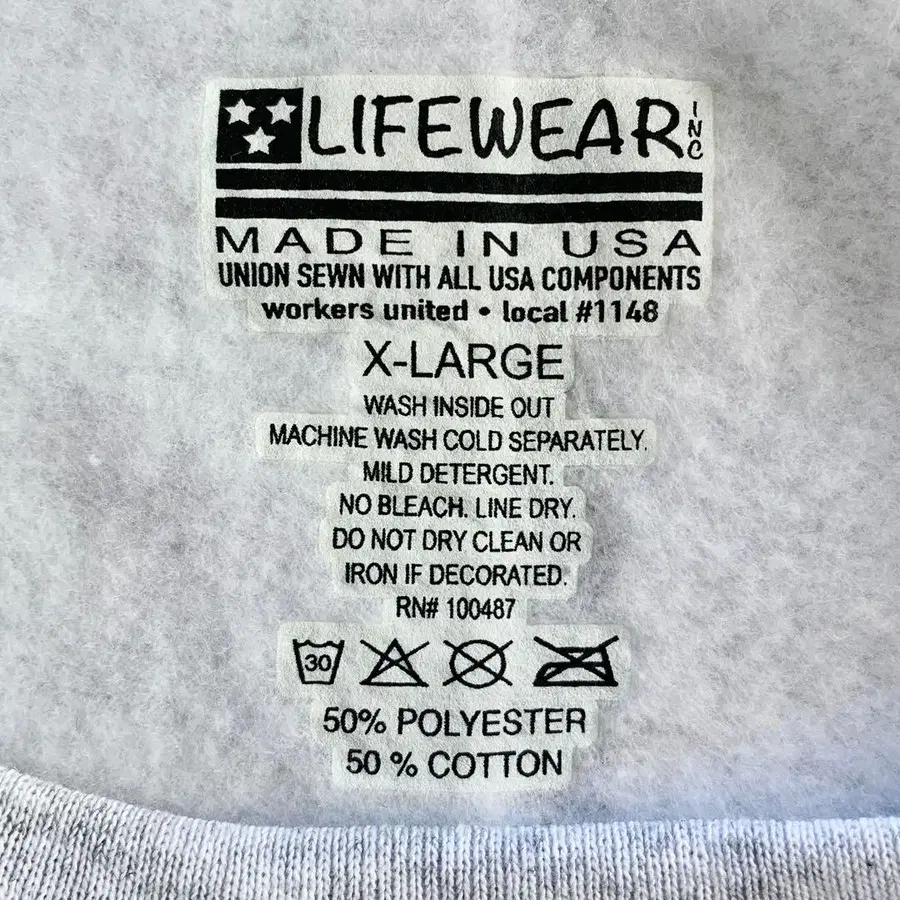 LIFEWEAR INC
MADE IN USA
UNION SEWN WITH ALL USA COMPONENTS
workers united • local #1148
X-LARGE
WASH INSIDE OUT
MACHINE WASH COLD SEPARATELY.
MILD DETERGENT.
NO BLEACH. LINE DRY.
DO NOT DRY CLEAN OR
IRON IF DECORATED.
RN# 100487
30
50% POLYESTER
50 % COTTON